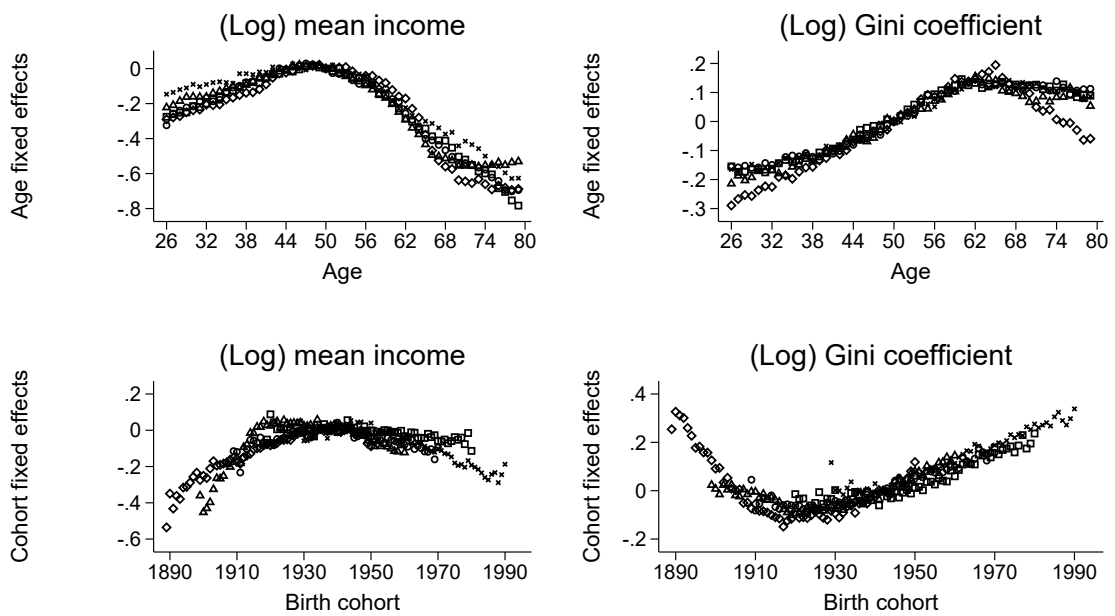 (Log) mean income
Age fixed effects
0
-.2
-.4
-.6
-.8
26 32 38 44 50 56 62 68 74 80
Age
(Log) Gini coefficient
Age fixed effects
.2
.1
0
-.1
-.2
-.3
26 32 38 44 50 56 62 68 74 80
Age
(Log) mean income
Cohort fixed effects
.2
0
-.2
-.4
-.6
1890 1910 1930 1950 1970 1990
Birth cohort
(Log) Gini coefficient
Cohort fixed effects
.4
.2
0
-.2
1890 1910 1930 1950 1970 1990
Birth cohort